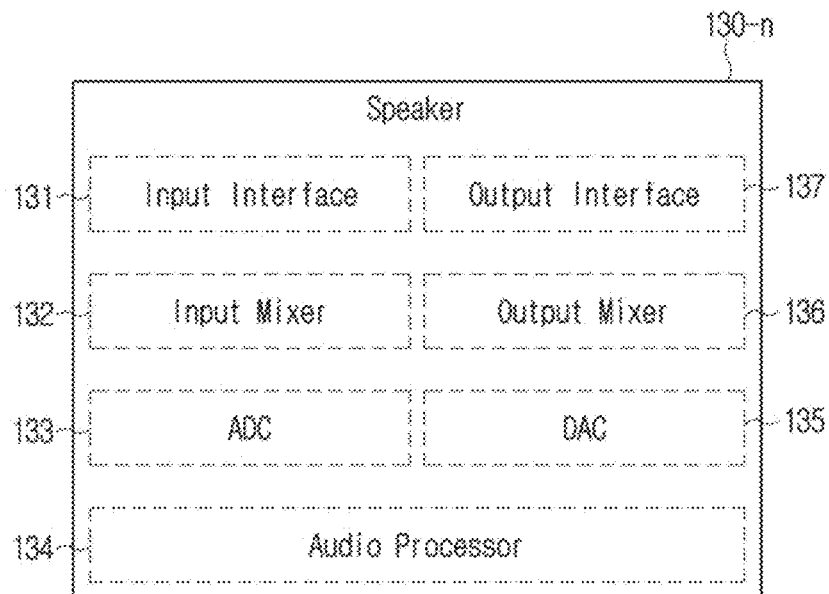 130-n
Speaker
131 Input Interface Output Interface 137
132 Input Mixer Output Mixer 136
133 ADC DAC 135
134 Audio Processor